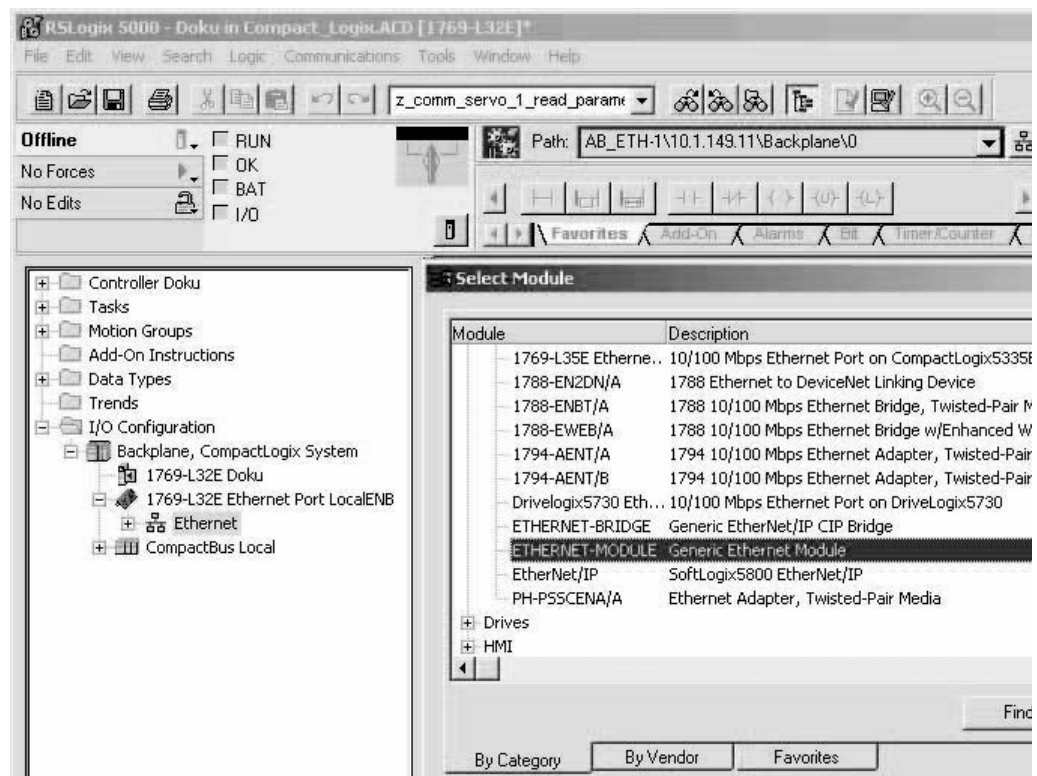 RSLogix 5000 - Doku in Compact_Logix.ACD [1769-L32E]*
File Edit View Search Logic Communications Tools Window Help
z_comm_servo_1_read_parame
Offline RUN
No Forces OK
BAT
No Edits I/O
Path: AB_ETH-1\10.1.149.11\Backplane\0
Favorites Add-On Alarms Bit Timer/Counter
Controller Doku
Tasks
Motion Groups
Add-On Instructions
Data Types
Trends
I/O Configuration
Backplane, CompactLogix System
1769-L32E Doku
1769-L32E Ethernet Port LocalENB
Ethernet
CompactBus Local
Select Module
Module Description
1769-L35E Etherne.. 10/100 Mbps Ethernet Port on CompactLogix5335E
1788-EN2DN/A 1788 Ethernet to DeviceNet Linking Device
1788-ENBT/A 1788 10/100 Mbps Ethernet Bridge, Twisted-Pair M
1788-EWEB/A 1788 10/100 Mbps Ethernet Bridge w/Enhanced W
1794-AENT/A 1794 10/100 Mbps Ethernet Adapter, Twisted-Pair
1794-AENT/B 1794 10/100 Mbps Ethernet Adapter, Twisted-Pair
Drivelogix5730 Eth... 10/100 Mbps Ethernet Port on DriveLogix5730
ETHERNET-BRIDGE Generic EtherNet/IP CIP Bridge
ETHERNET-MODULE Generic Ethernet Module
EtherNet/IP SoftLogix5800 EtherNet/IP
PH-PSSCENA/A Ethernet Adapter, Twisted-Pair Media
Drives
HMI
Find
By Category By Vendor Favorites